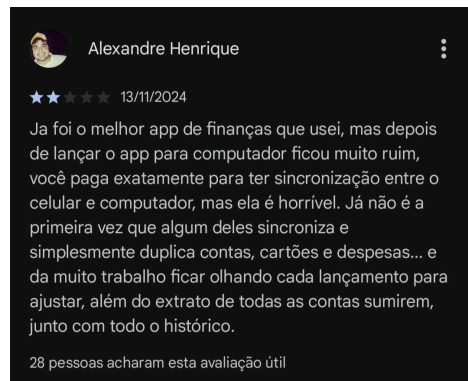 Alexandre Henrique
13/11/2024
Ja foi o melhor app de finanças que usei, mas depois
de lançar o app para computador ficou muito ruim,
você paga exatamente para ter sincronização entre o
celular e computador, mas ela é horrível. Já não é a
primeira vez que algum deles sincroniza e
simplesmente duplica contas, cartões e despesas... e
da muito trabalho ficar olhando cada lançamento para
ajustar, além do extrato de todas as contas sumirem,
junto com todo o histórico.
28 pessoas acharam esta avaliação útil